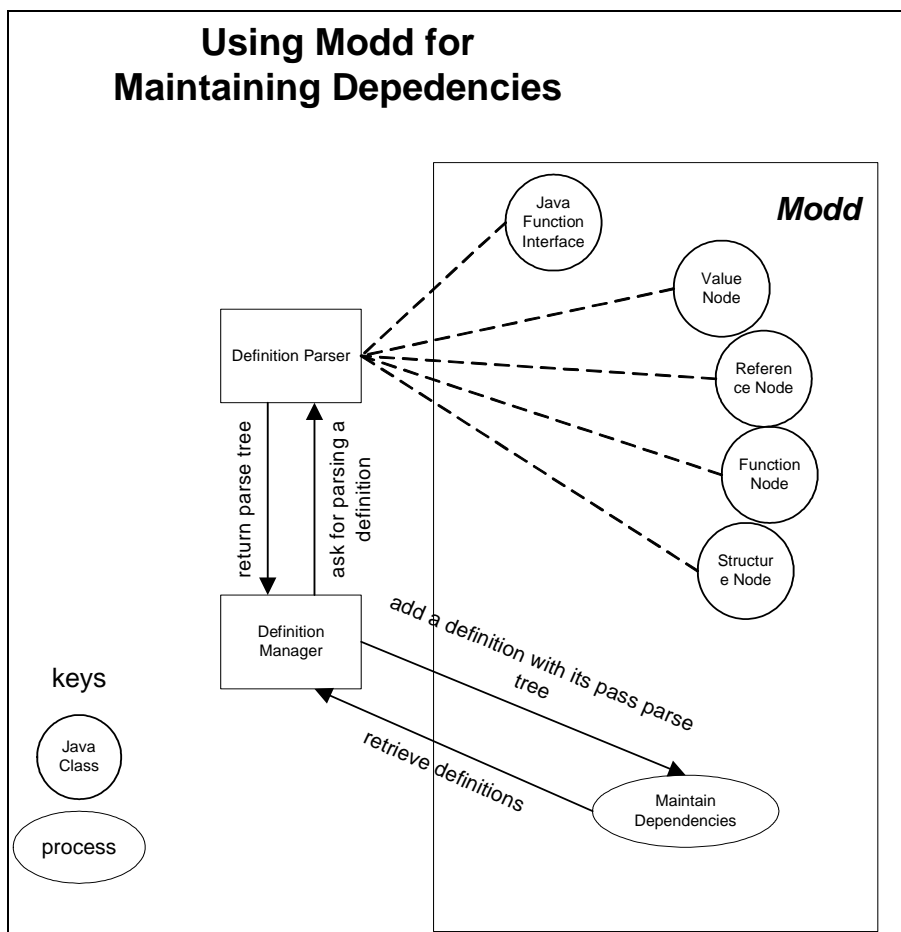 Using Modd for
Maintaining Depedencies
Modd
Java
Function
Interface
Value
Node
Definition Parser
Referen
ce Node
Function
Node
Structur
e Node
return parse tree
ask for parsing a
definition
Definition
Manager
add a definition with its pass parse
tree
retrieve definitions
Maintain
Dependencies
keys
Java
Class
process